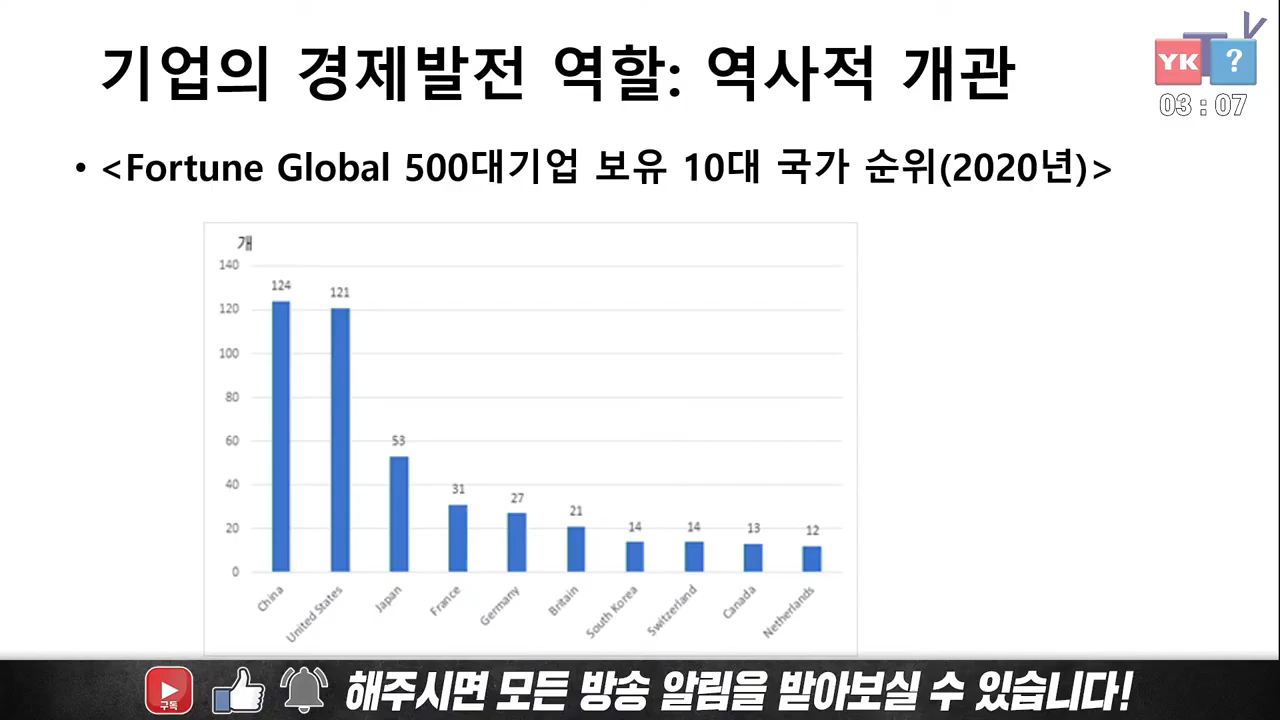 기업의 경제발전 역할: 역사적 개관
YK
T
V
?
03 : 07
• <Fortune Global 500대기업 보유 10대 국가 순위(2020년)>
개
140
120
100
80
60
40
20
0
124
121
53
31
27
21
14
14
13
12
China
United States
Japan
France
Germany
Britain
South Korea
Switzerland
Canada
Netherlands
구독
해주시면 모든 방송 알림을 받아보실 수 있습니다!